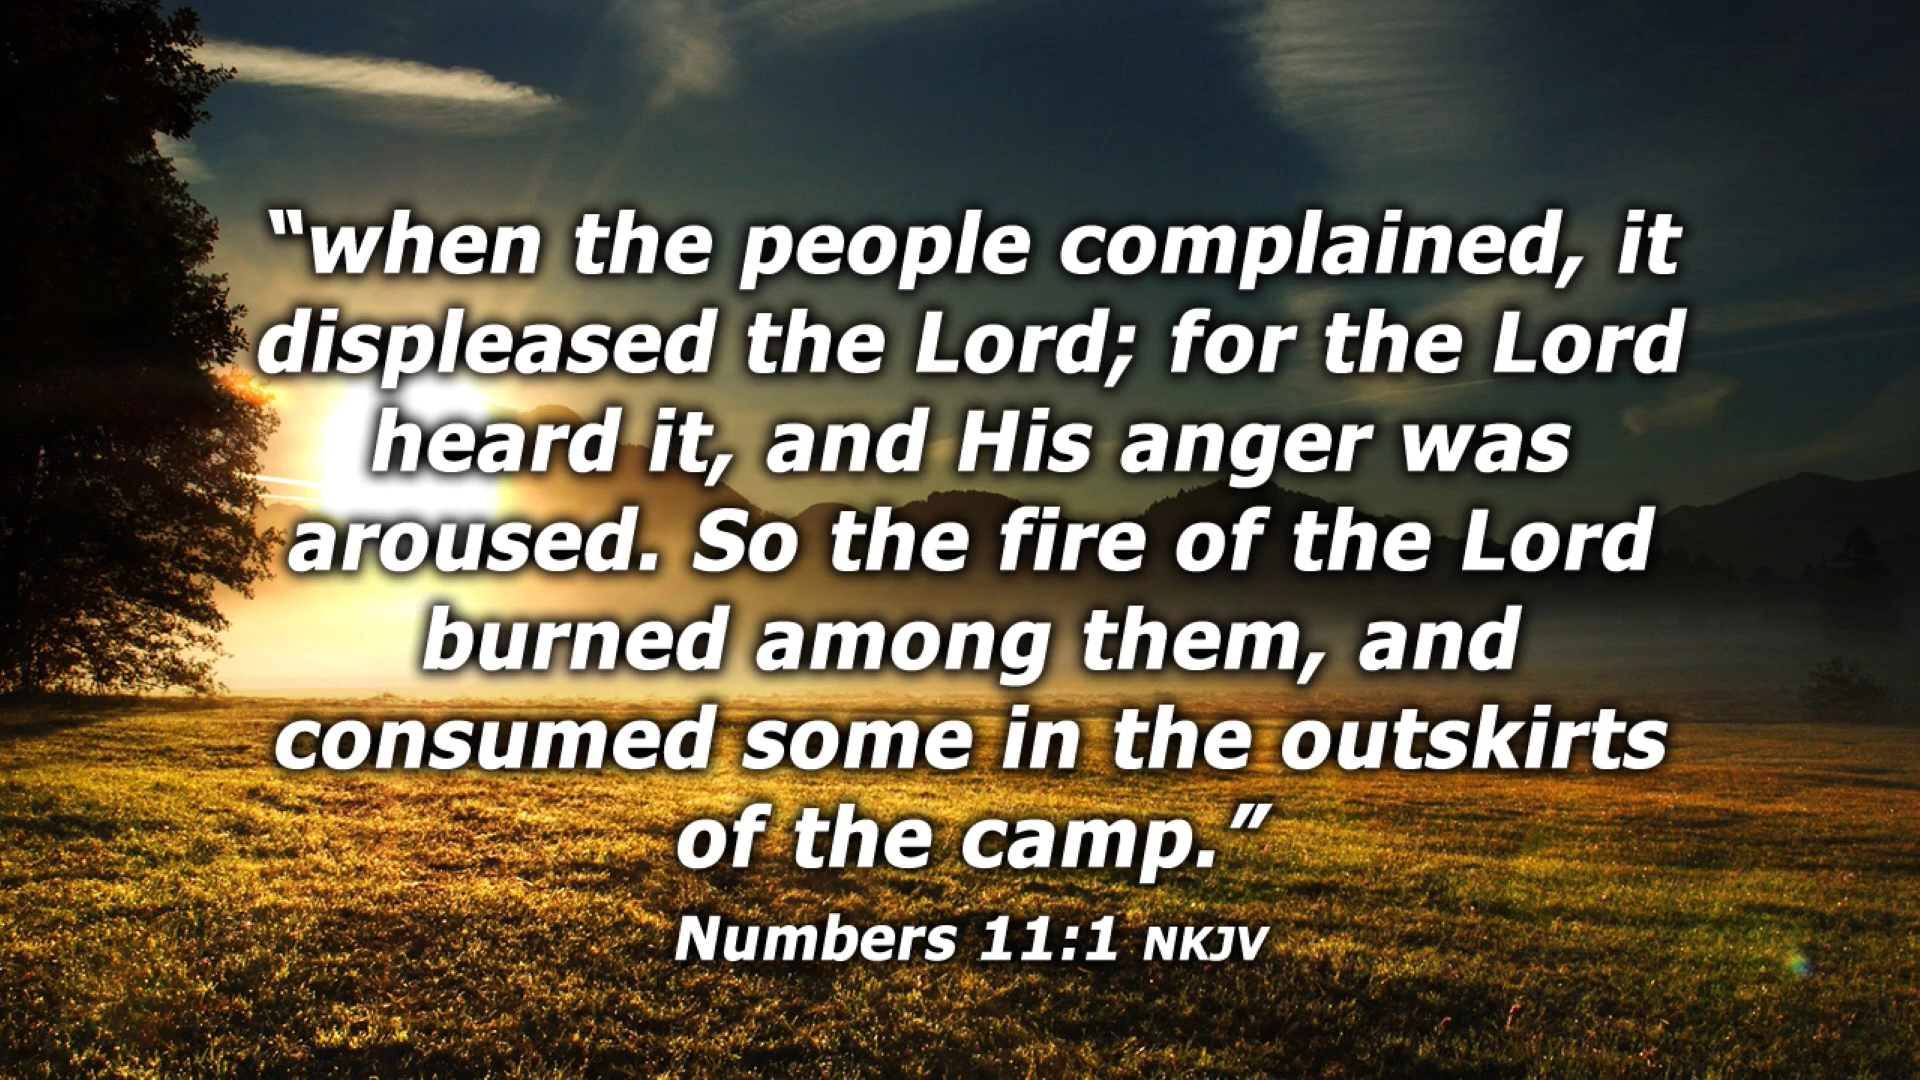 “when the people complained, it
displeased the Lord; for the Lord
heard it, and His anger was
aroused. So the fire of the Lord
burned among them, and
consumed some in the outskirts
of the camp.”
Numbers 11:1 NKJV